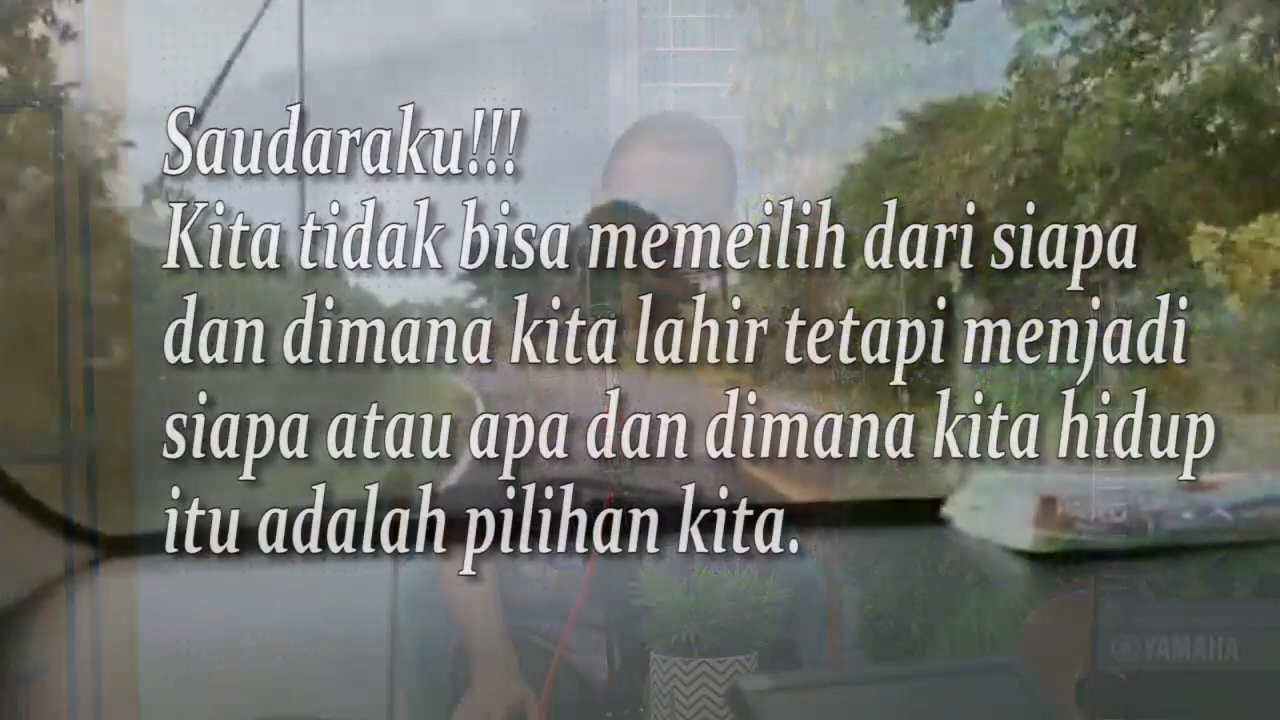 Saudaraku!!!
Kita tidak bisa memeilih dari siapa
dan dimana kita lahir tetapi menjadi
siapa atau apa dan dimana kita hidup
itu adalah pilihan kita.
YAMAHA